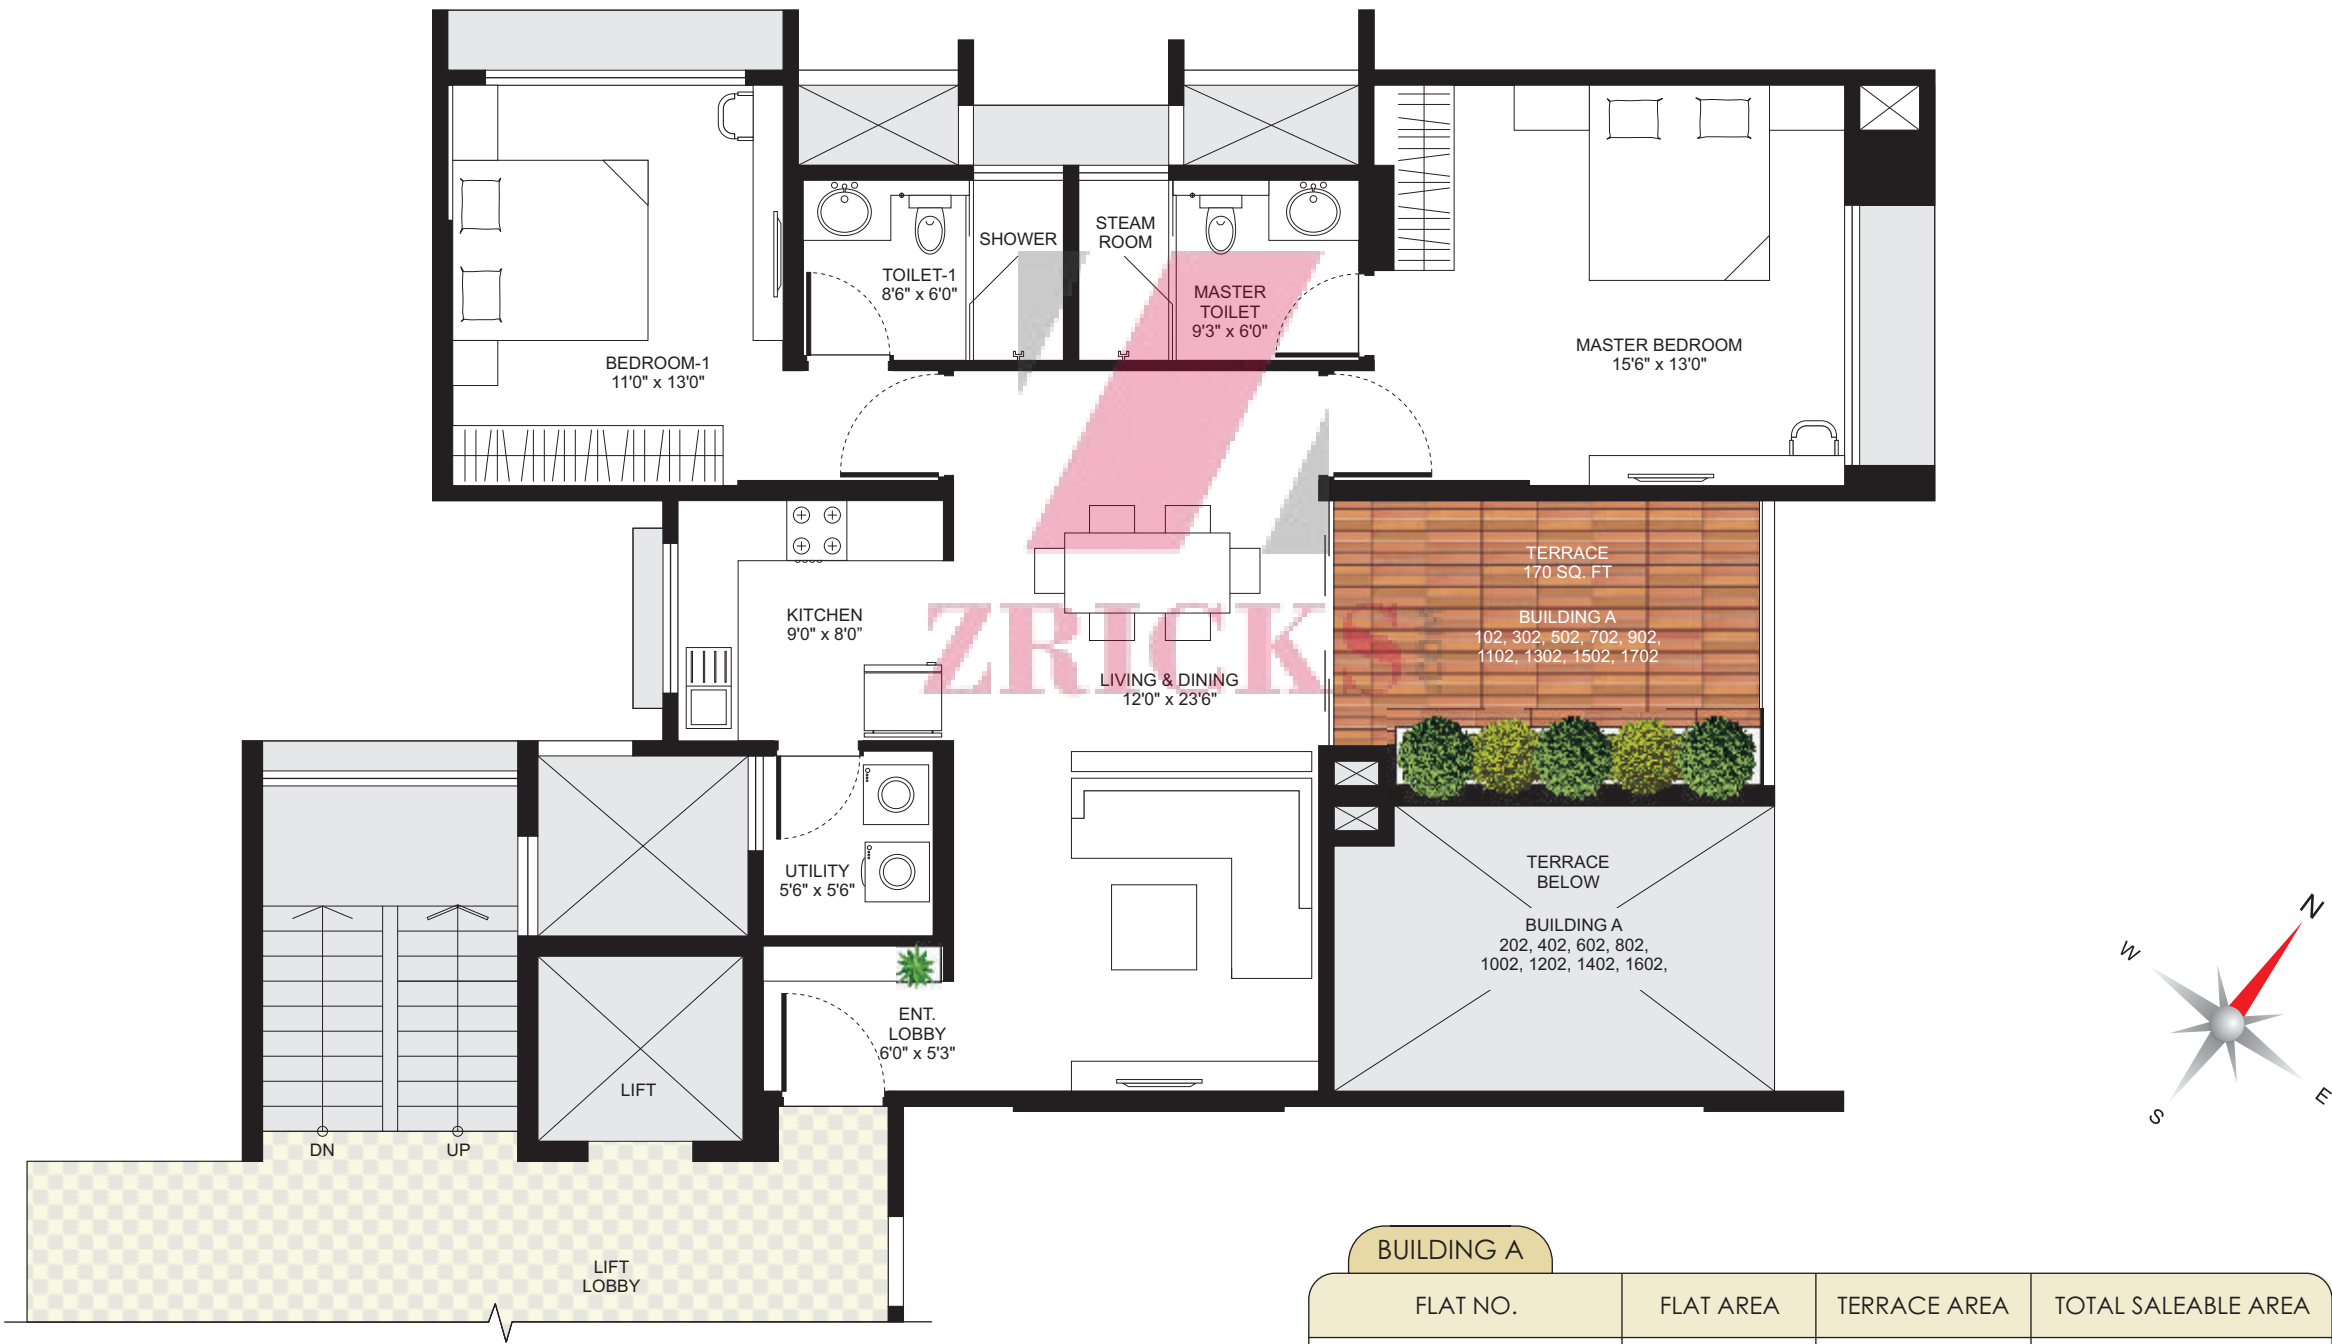 SHOWER
STEAM
ROOM
TOILET-1
8'6" x 6'0"
MASTER
TOILET
9'3" x 6'0"
BEDROOM-1
11'0" x 13'0"
MASTER BEDROOM
15'6" x 13'0"
TERRACE
170 SQ. FT
BUILDING A
102, 302, 502, 702, 902,
1102, 1302, 1502, 1702
KITCHEN
9'0" x 8'0”
ZRICKS
.COM
LIVING & DINING
12'0" x 23'6"
UTILITY
5'6" x 5'6"
TERRACE
BELOW
BUILDING A
202, 402, 602, 802,
1002, 1202, 1402, 1602,
N
W
E
S
ENT.
LOBBY
6'0" x 5'3"
LIFT
DN
UP
LIFT
LOBBY
BUILDING A
FLAT NO.
FLAT AREA
TERRACE AREA
TOTAL SALEABLE AREA